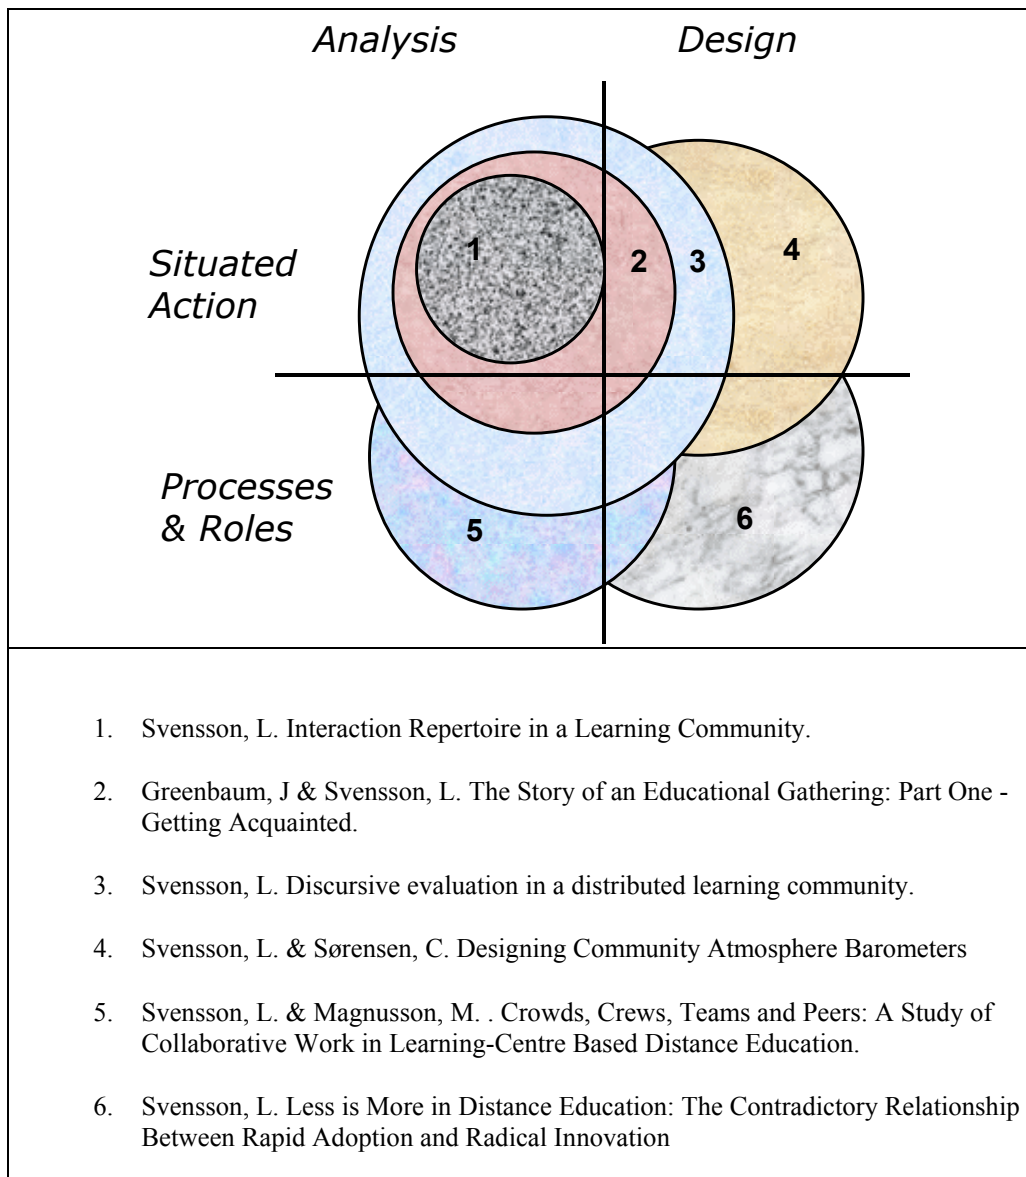 Analysis Design
Situated
Action
1 2 3 4
Processes
& Roles
5 6
1. Svensson, L. Interaction Repertoire in a Learning Community.
2. Greenbaum, J & Svensson, L. The Story of an Educational Gathering: Part One -
Getting Acquainted.
3. Svensson, L. Discursive evaluation in a distributed learning community.
4. Svensson, L. & Sørensen, C. Designing Community Atmosphere Barometers
5. Svensson, L. & Magnusson, M. . Crowds, Crews, Teams and Peers: A Study of
Collaborative Work in Learning-Centre Based Distance Education.
6. Svensson, L. Less is More in Distance Education: The Contradictory Relationship
Between Rapid Adoption and Radical Innovation